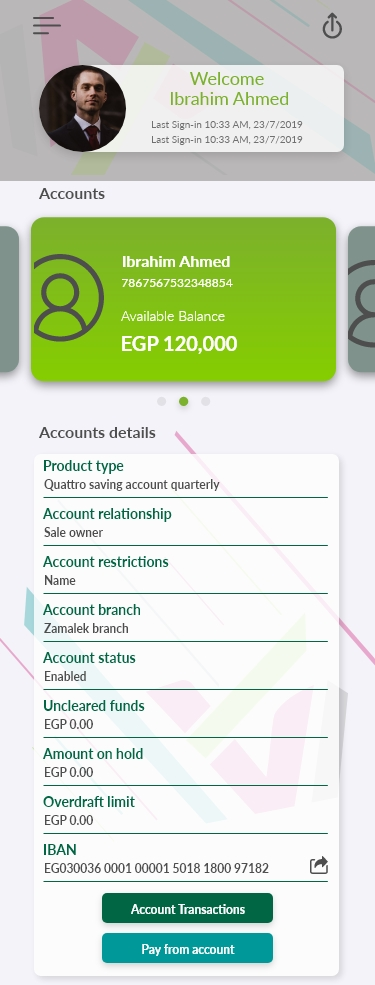 Welcome
Ibrahim Ahmed
Last Sign-in 10:33 AM, 23/7/2019
Last Sign-in 10:33 AM, 23/7/2019
Accounts
Ibrahim Ahmed
7867567532348854
Available Balance
EGP 120,000
Accounts details
Product type
Quattro saving account quarterly
Account relationship
Sale owner
Account restrictions
Name
Account branch
Zamalek branch
Account status
Enabled
Uncleared funds
EGP 0.00
Amount on hold
EGP 0.00
Overdraft limit
EGP 0.00
IBAN
EG030036 0001 00001 5018 1800 97182
Account Transactions
Pay from account